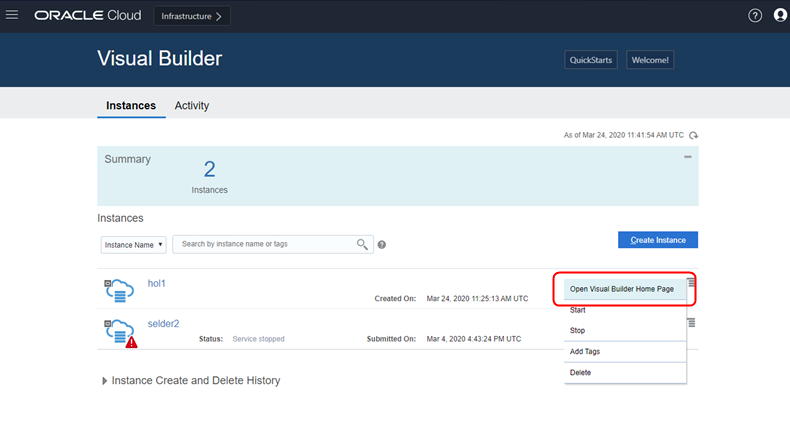 ORACLE Cloud
Infrastructure
Visual Builder
QuickStarts
Welcome!
Instances
Activity
As of Mar 24, 2020 11:41:54 AM UTC
Summary
2
Instances
Instances
Instance Name
Search by instance name or tags
Create Instance
hol1
Created On: Mar 24, 2020 11:25:13 AM UTC
Open Visual Builder Home Page
Start
selder2
Status: Service stopped
Submitted On: Mar 4, 2020 4:43:24 PM UTC
Stop
Add Tags
Delete
Instance Create and Delete History